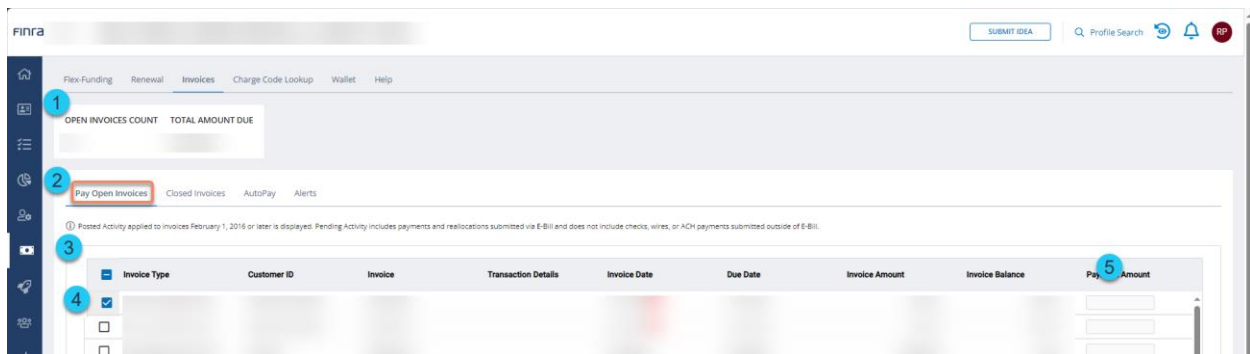 FINra
SUBMIT IDEA
Profile Search
RP
Flex-Funding Renewal Invoices Charge Code Lookup Wallet Help
1
OPEN INVOICES COUNT TOTAL AMOUNT DUE
2
Pay Open Invoices Closed Invoices AutoPay Alerts
Posted Activity applied to invoices February 1, 2016 or later is displayed. Pending Activity includes payments and reallocations submitted via E-Bill and does not include checks, wires, or ACH payments submitted outside of E-Bill.
3
5
Invoice Type Customer ID Invoice Transaction Details Invoice Date Due Date Invoice Amount Invoice Balance Amount
4